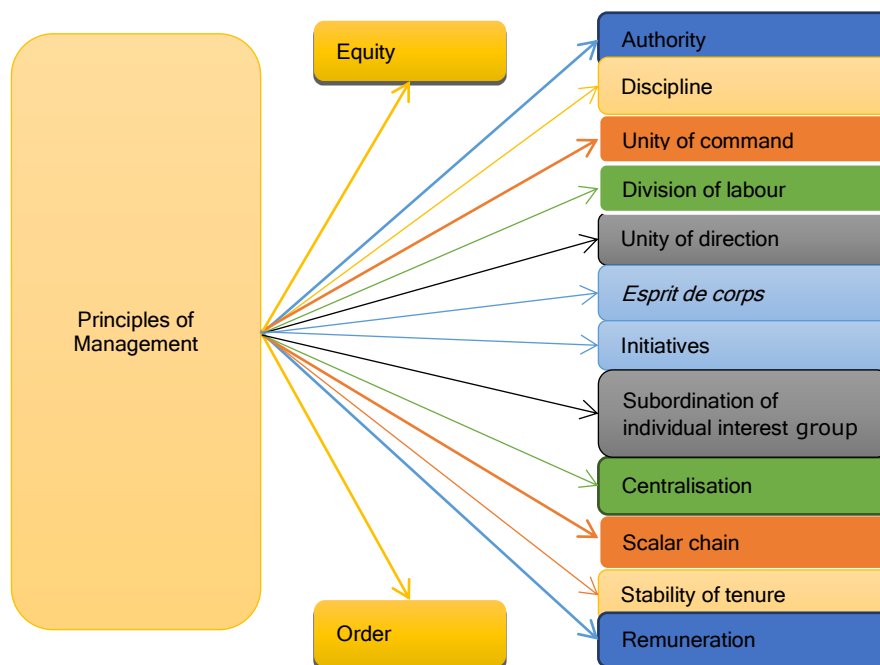 Principles of
Management
Equity
Order
Authority
Discipline
Unity of command
Division of labour
Unity of direction
Esprit de corps
Initiatives
Subordination of
individual interest group
Centralisation
Scalar chain
Stability of tenure
Remuneration